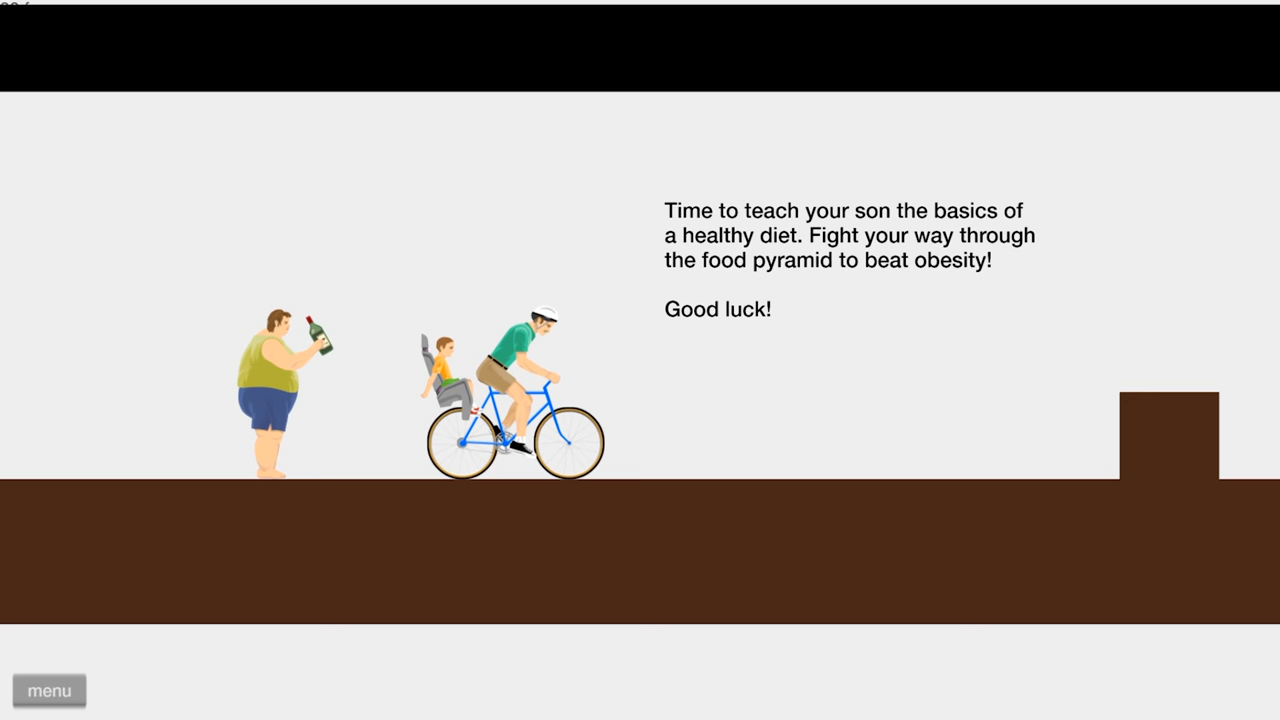 Time to teach your son the basics of
a healthy diet. Fight your way through
the food pyramid to beat obesity!
Good luck!
menu